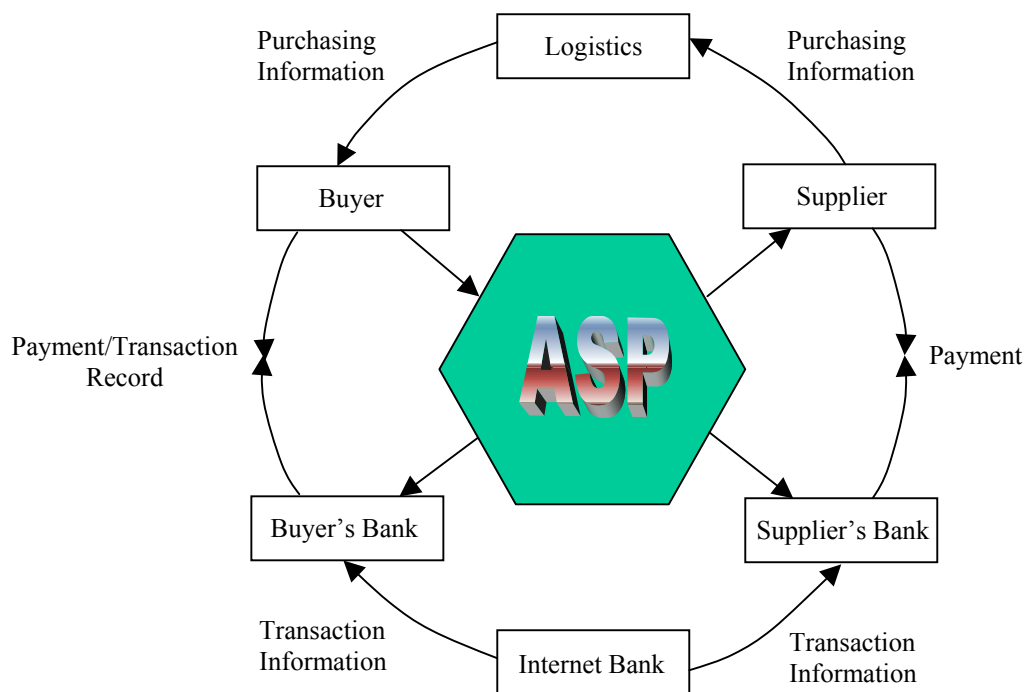 Purchasing
Information
Logistics
Purchasing
Information
Buyer
Supplier
ASP
Payment/Transaction
Record
Payment
Buyer’s Bank
Supplier’s Bank
Transaction
Information
Internet Bank
Transaction
Information